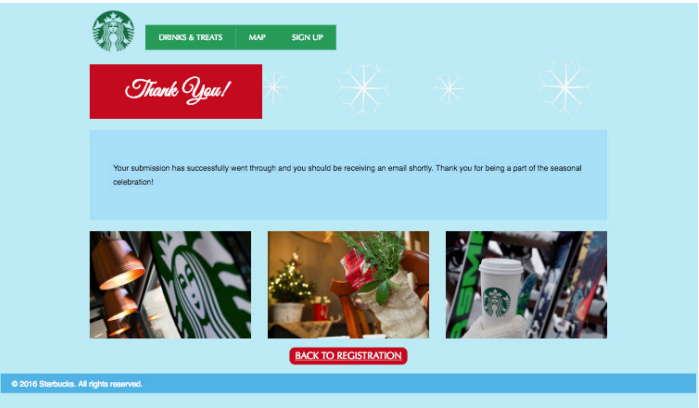 DRINKS & TREATS MAP SIGN UP
Thank You!
Your submission has successfully went through and you should be receiving an email shortly. Thank you for being a part of the seasonal
celebration!
BACK TO REGISTRATION
© 2016 Starbucks. All rights reserved.